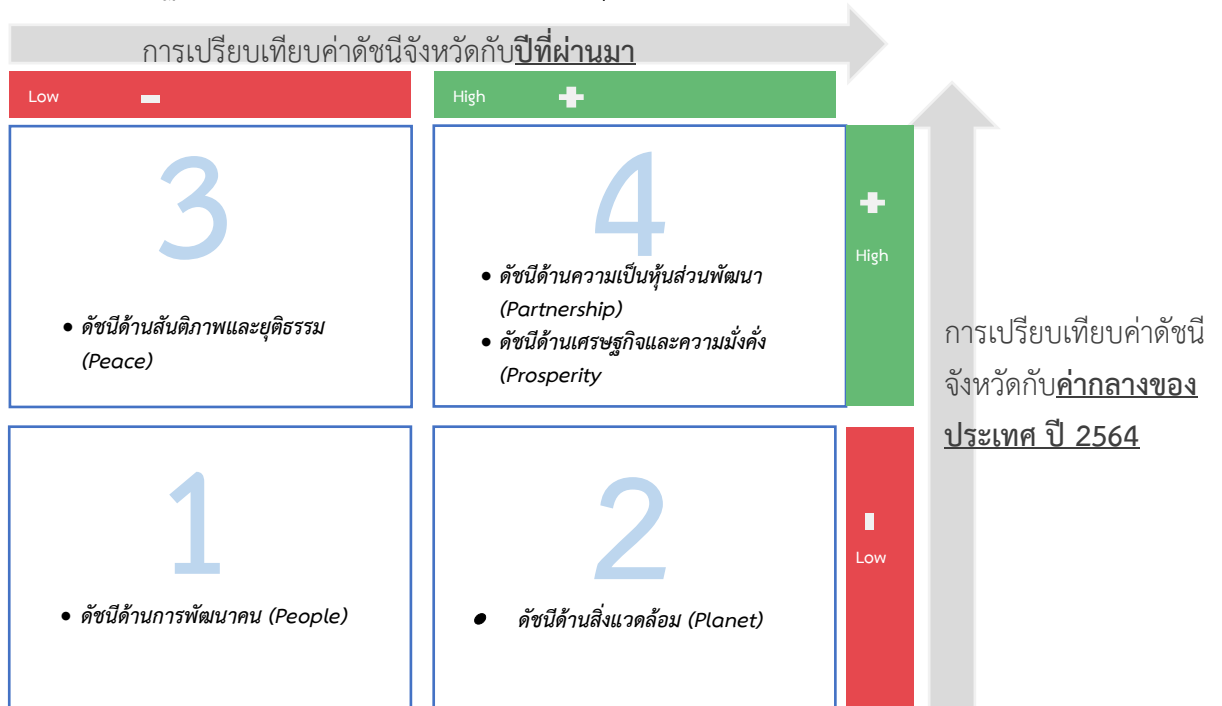 การเปรียบเทียบค่าดัชนีจังหวัดกับปีที่ผ่านมา
Low -
High +
3
• ดัชนีด้านสันติภาพและยุติธรรม
(Peace)
4
• ดัชนีด้านความเป็นหุ้นส่วนพัฒนา
(Partnership)
• ดัชนีด้านเศรษฐกิจและความมั่งคั่ง
(Prosperity
+
High
การเปรียบเทียบค่าดัชนี
จังหวัดกับค่ากลางของ
ประเทศ ปี 2564
1
• ดัชนีด้านการพัฒนาคน (People)
2
• ดัชนีด้านสิ่งแวดล้อม (Planet)
-
Low